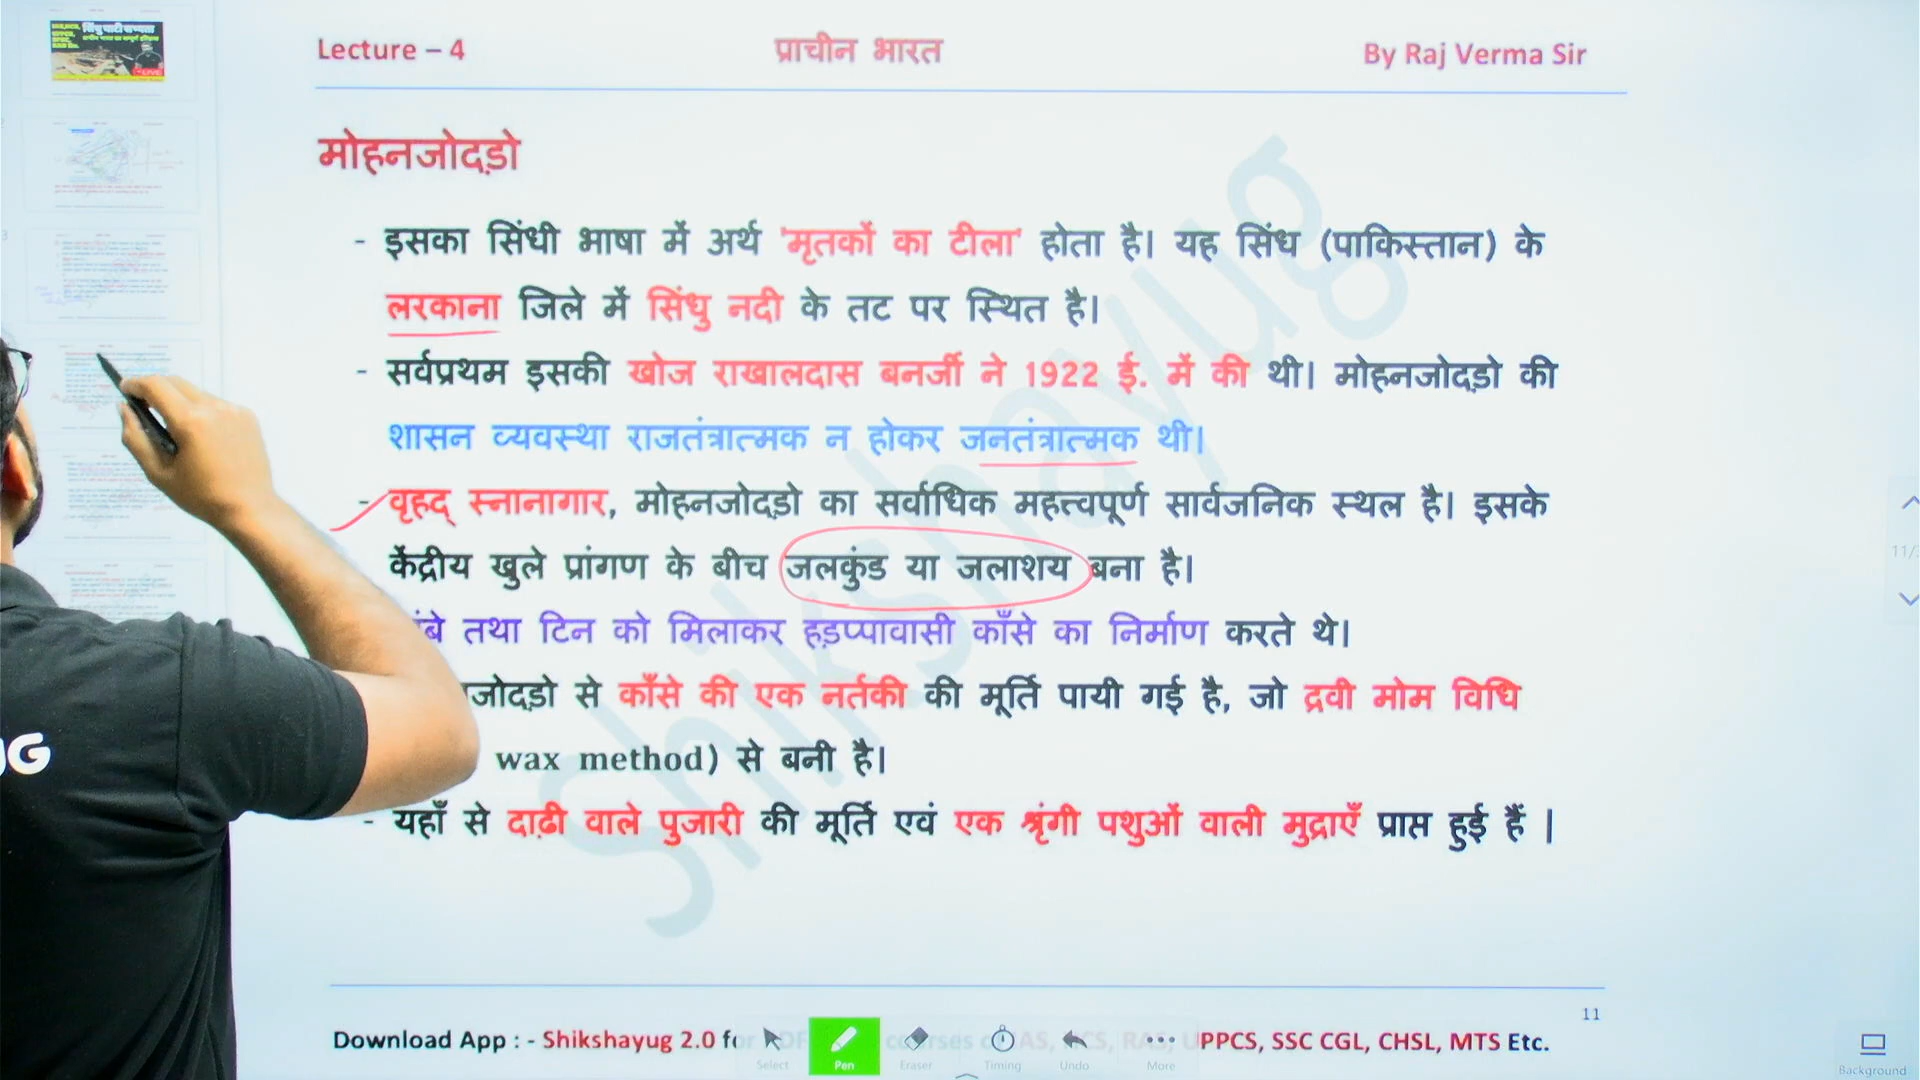 Lecture – 4
प्राचीन भारत
By Raj Verma Sir
मोहनजोदड़ो
- इसका सिंधी भाषा में अर्थ 'मृतकों का टीला' होता है। यह सिंध (पाकिस्तान) के
लरकाना जिले में सिंधु नदी के तट पर स्थित है।
- सर्वप्रथम इसकी खोज राखालदास बनर्जी ने 1922 ई. में की थी। मोहनजोदड़ो की
शासन व्यवस्था राजतंत्रात्मक न होकर जनतंत्रात्मक थी।
- वृहद् स्नानागार, मोहनजोदड़ो का सर्वाधिक महत्त्वपूर्ण सार्वजनिक स्थल है। इसके
केंद्रीय खुले प्रांगण के बीच जलकुंड या जलाशय बना है।
तथा टिन को मिलाकर हड़प्पावासी काँसे का निर्माण करते थे।
से काँसे की एक नर्तकी की मूर्ति पायी गई है, जो द्रवी मोम विधि
wax method) से बनी है।
- यहाँ से दाढ़ी वाले पुजारी की मूर्ति एवं एक श्रृंगी पशुओं वाली मुद्राएँ प्राप्त हुई हैं |
Shikshayug
11
Download App : - Shikshayug 2.0
PPCS, SSC CGL, CHSL, MTS Etc.
Select
Pen
Eraser
Timing
Undo
More
Background